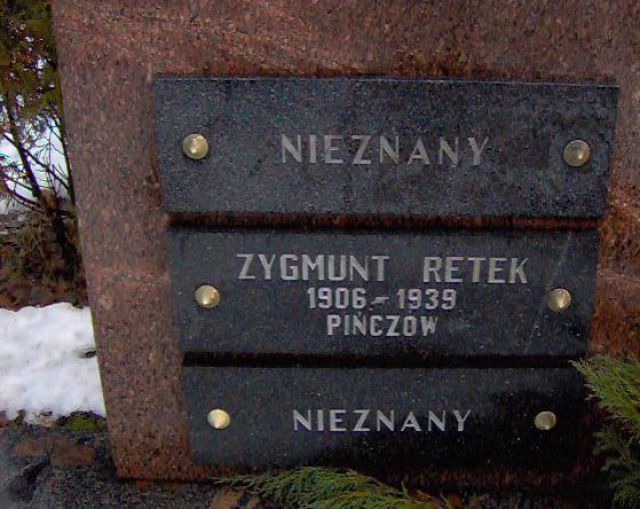 NIEZNANY
ZYGMUNT RETEK
1906-1939
PIŃCZÓW
NIEZNANY